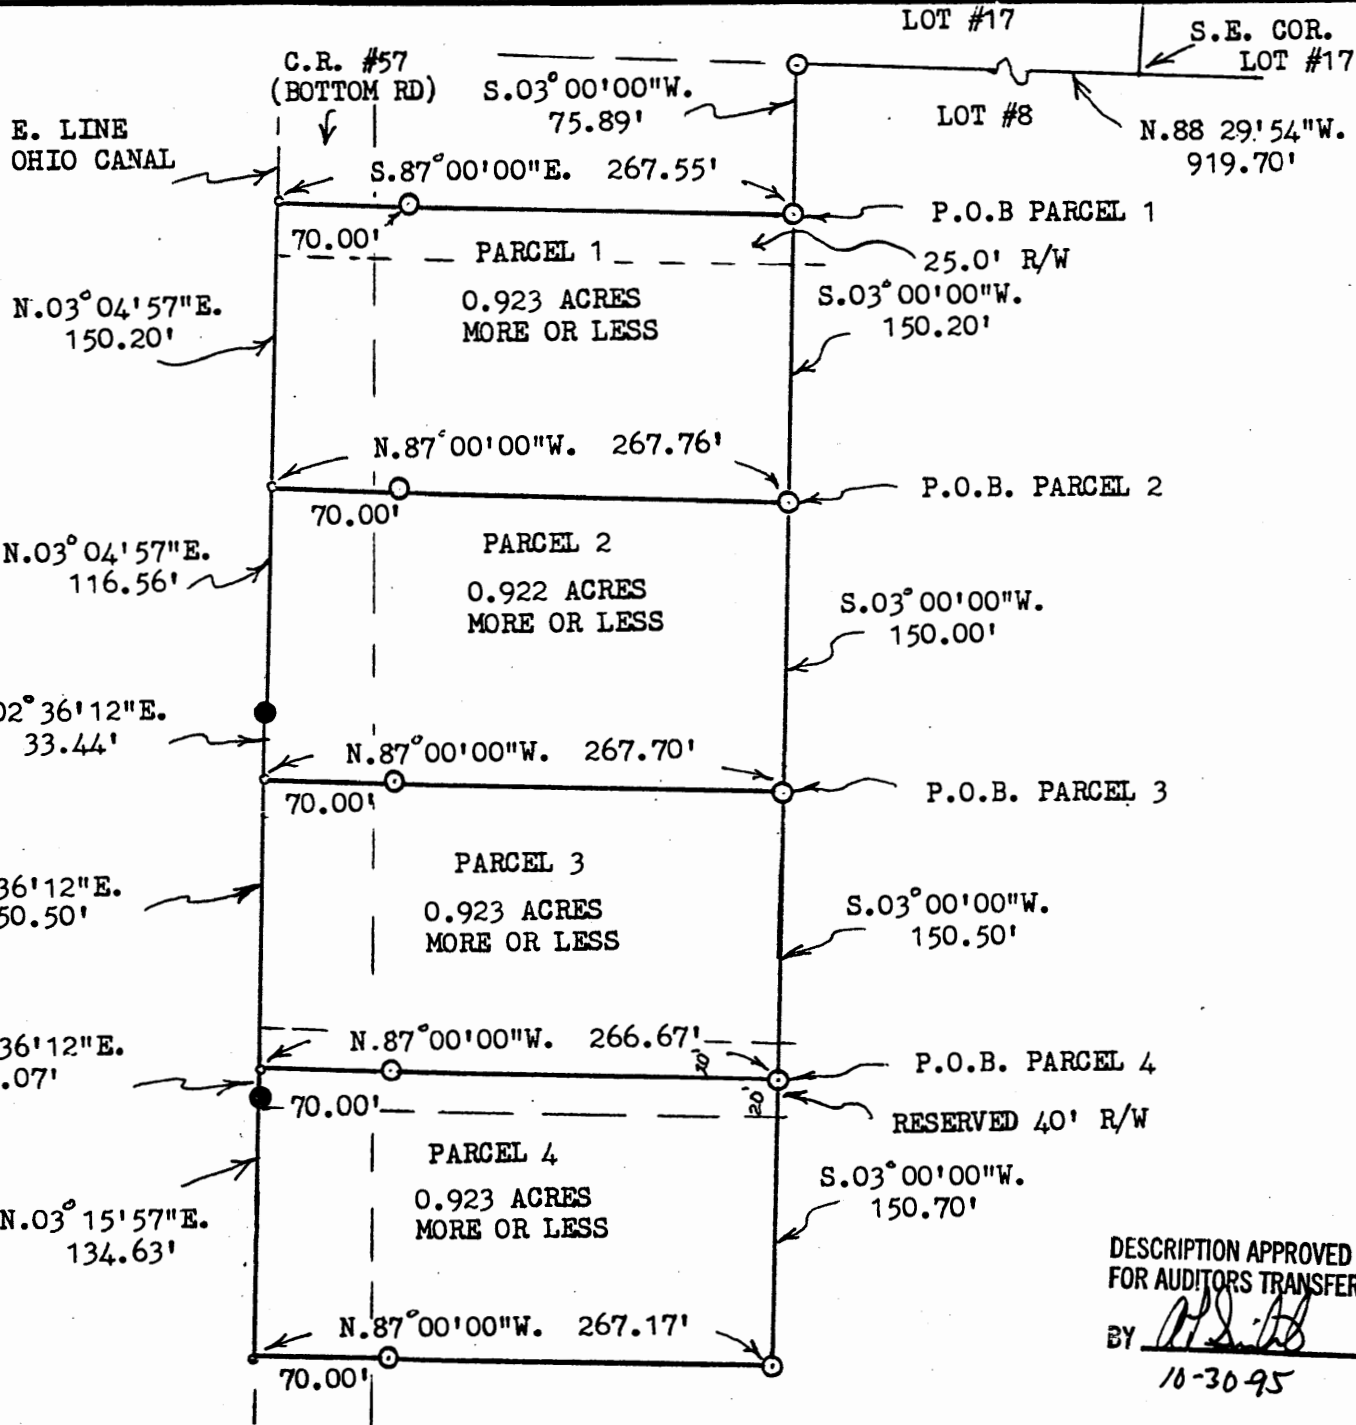 LOT #17
S.E. COR.
LOT #17
C.R. #57
(BOTTOM RD)
S.03°00'00"W.
75.89'
LOT #8
N.88 29'54"W.
919.70'
E. LINE
OHIO CANAL
S.87°00'00"E. 267.55'
P.O.B PARCEL 1
70.00'
PARCEL 1
25.0' R/W
N.03°04'57"E.
150.20'
0.923 ACRES
MORE OR LESS
S.03°00'00"W.
150.20'
N.87°00'00"W. 267.76'
P.O.B. PARCEL 2
70.00'
PARCEL 2
N.03°04'57"E.
116.56'
0.922 ACRES
MORE OR LESS
S.03°00'00"W.
150.00'
02°36'12"E.
33.44'
N.87°00'00"W. 267.70'
P.O.B. PARCEL 3
70.00'
PARCEL 3
36'12"E.
50.50'
0.923 ACRES
MORE OR LESS
S.03°00'00"W.
150.50'
36'12"E.
.07'
N.87°00'00"W. 266.67'
P.O.B. PARCEL 4
70.00'
20'
RESERVED 40' R/W
PARCEL 4
0.923 ACRES
MORE OR LESS
S.03°00'00"W.
150.70'
N.03°15'57"E.
134.63'
DESCRIPTION APPROVED
FOR AUDITORS TRANSFER
BY
10-30-95
N.87°00'00"W. 267.17'
70.00'